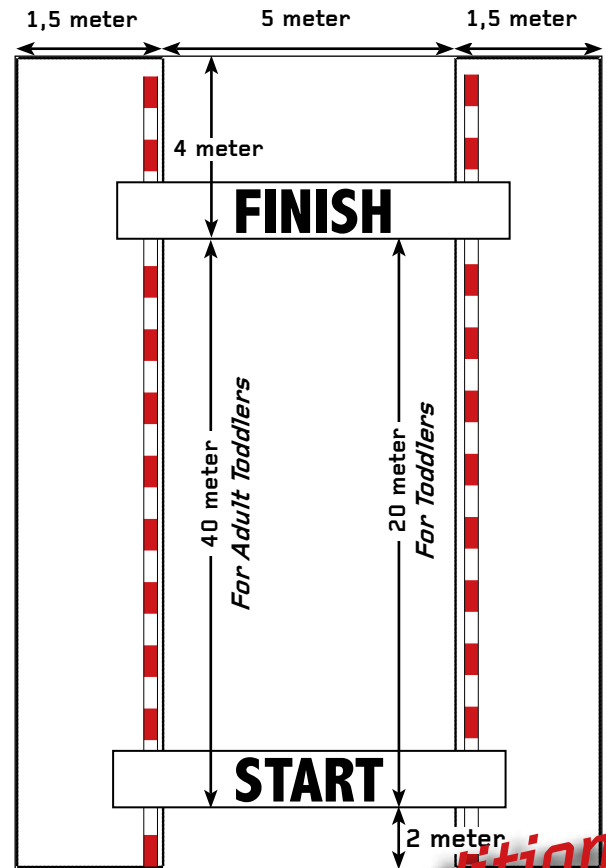 1,5 meter
5 meter
1,5 meter
4 meter
FINISH
40 meter
For Adult Toddlers
20 meter
For Toddlers
START
2 meter